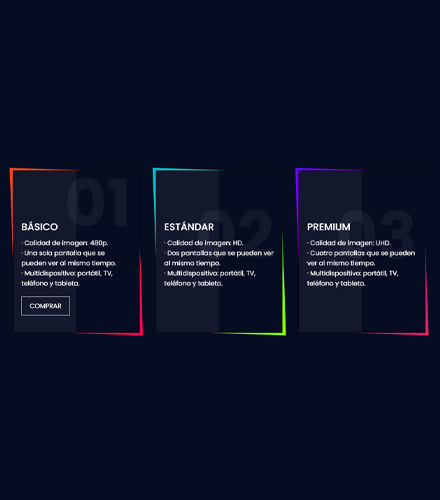 01
BÁSICO
· Calidad de imagen: 480p.
· Una sola pantalla que se
pueden ver al mismo tiempo.
· Multidispositivo: portátil, TV,
teléfono y tableta.
COMPRAR
02
ESTÁNDAR
· Calidad de imagen: HD.
· Dos pantallas que se pueden ver
al mismo tiempo.
· Multidispositivo: portátil, TV,
teléfono y tableta.
03
PREMIUM
· Calidad de imagen: UHD.
· Cuatro pantallas que se pueden
ver al mismo tiempo.
· Multidispositivo: portátil, TV,
teléfono y tableta.